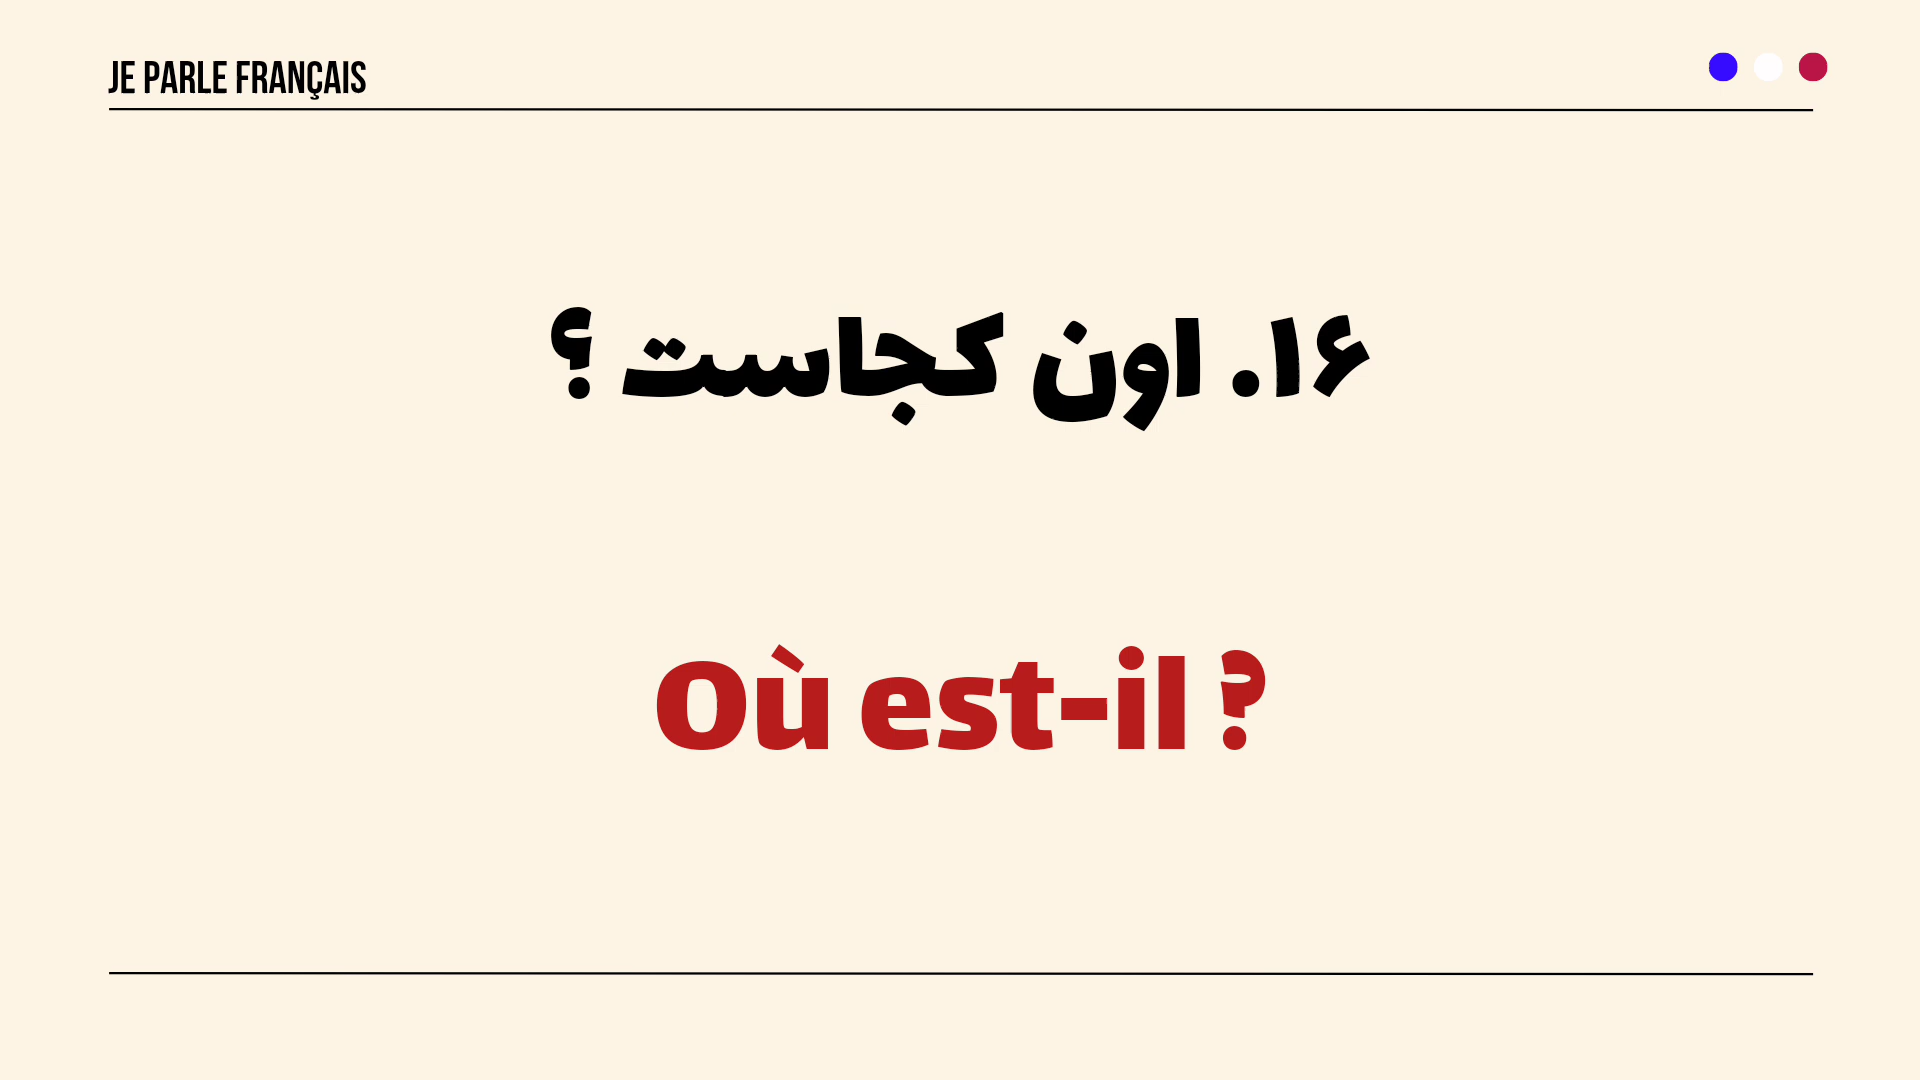 JE PARLE FRANÇAIS
۱۶. اون کجاست ؟
Où est-il ?